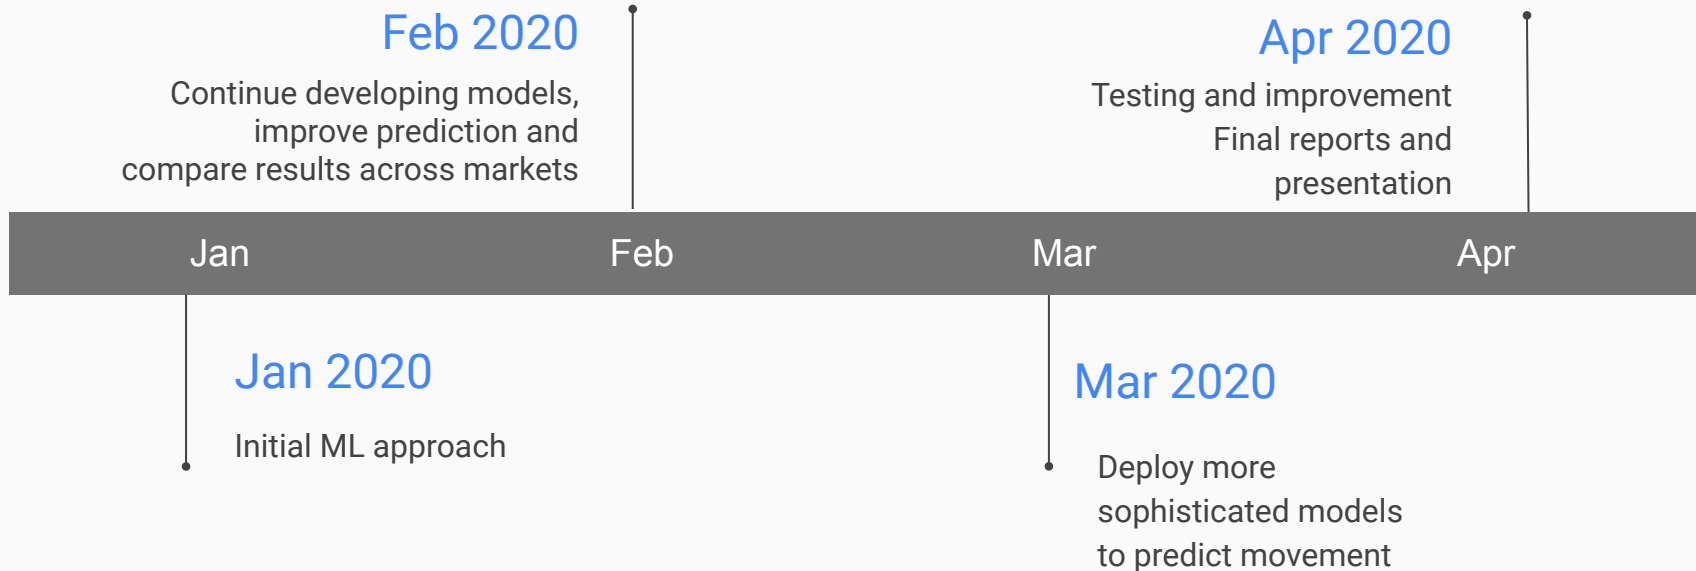 Feb 2020
Continue developing models,
improve prediction and
compare results across markets
Apr 2020
Testing and improvement
Final reports and
presentation
Jan
Feb
Mar
Apr
Jan 2020
Initial ML approach
Mar 2020
Deploy more
sophisticated models
to predict movement